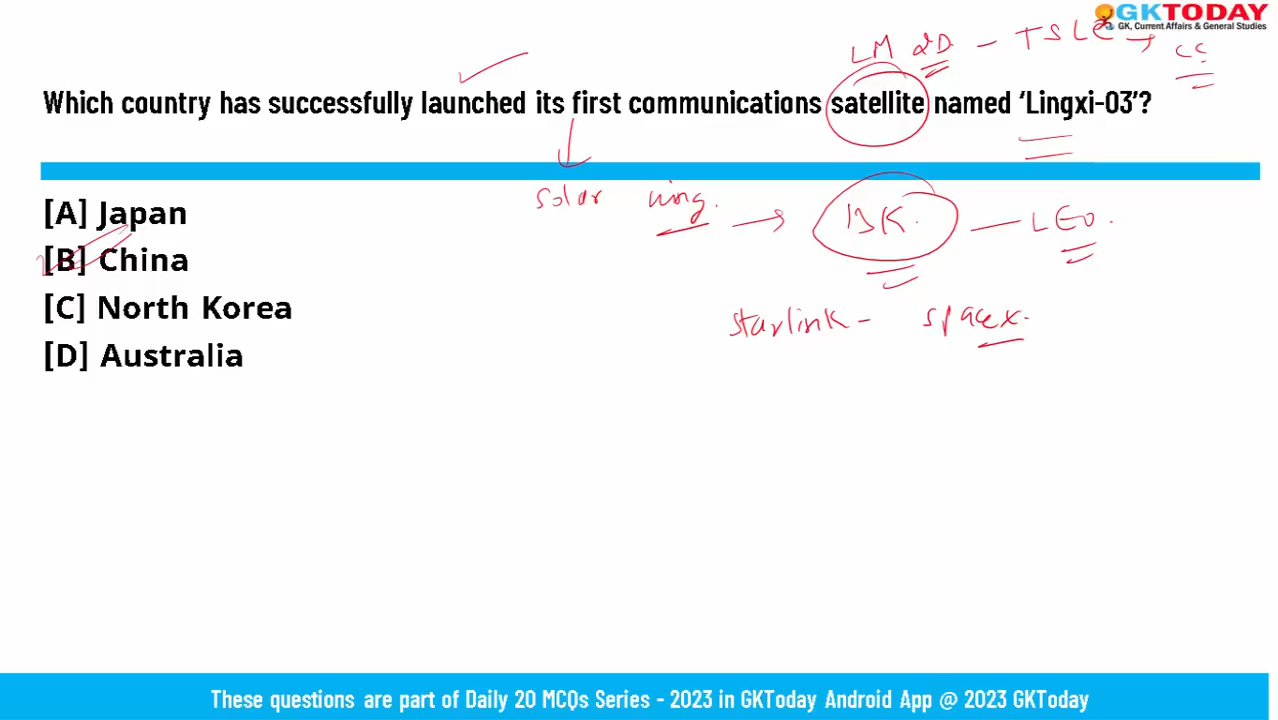 GKTODAY
GK, Current Affairs & General Studies
LM 2D - TSLC → CC
Which country has successfully launched its first communications satellite named ‘Lingxi-03’?
solar wing. → 13K. — LEO.
[A] Japan
[B] China
[C] North Korea
starlink - spacex.
[D] Australia
These questions are part of Daily 20 MCQs Series - 2023 in GKToday Android App @ 2023 GKToday